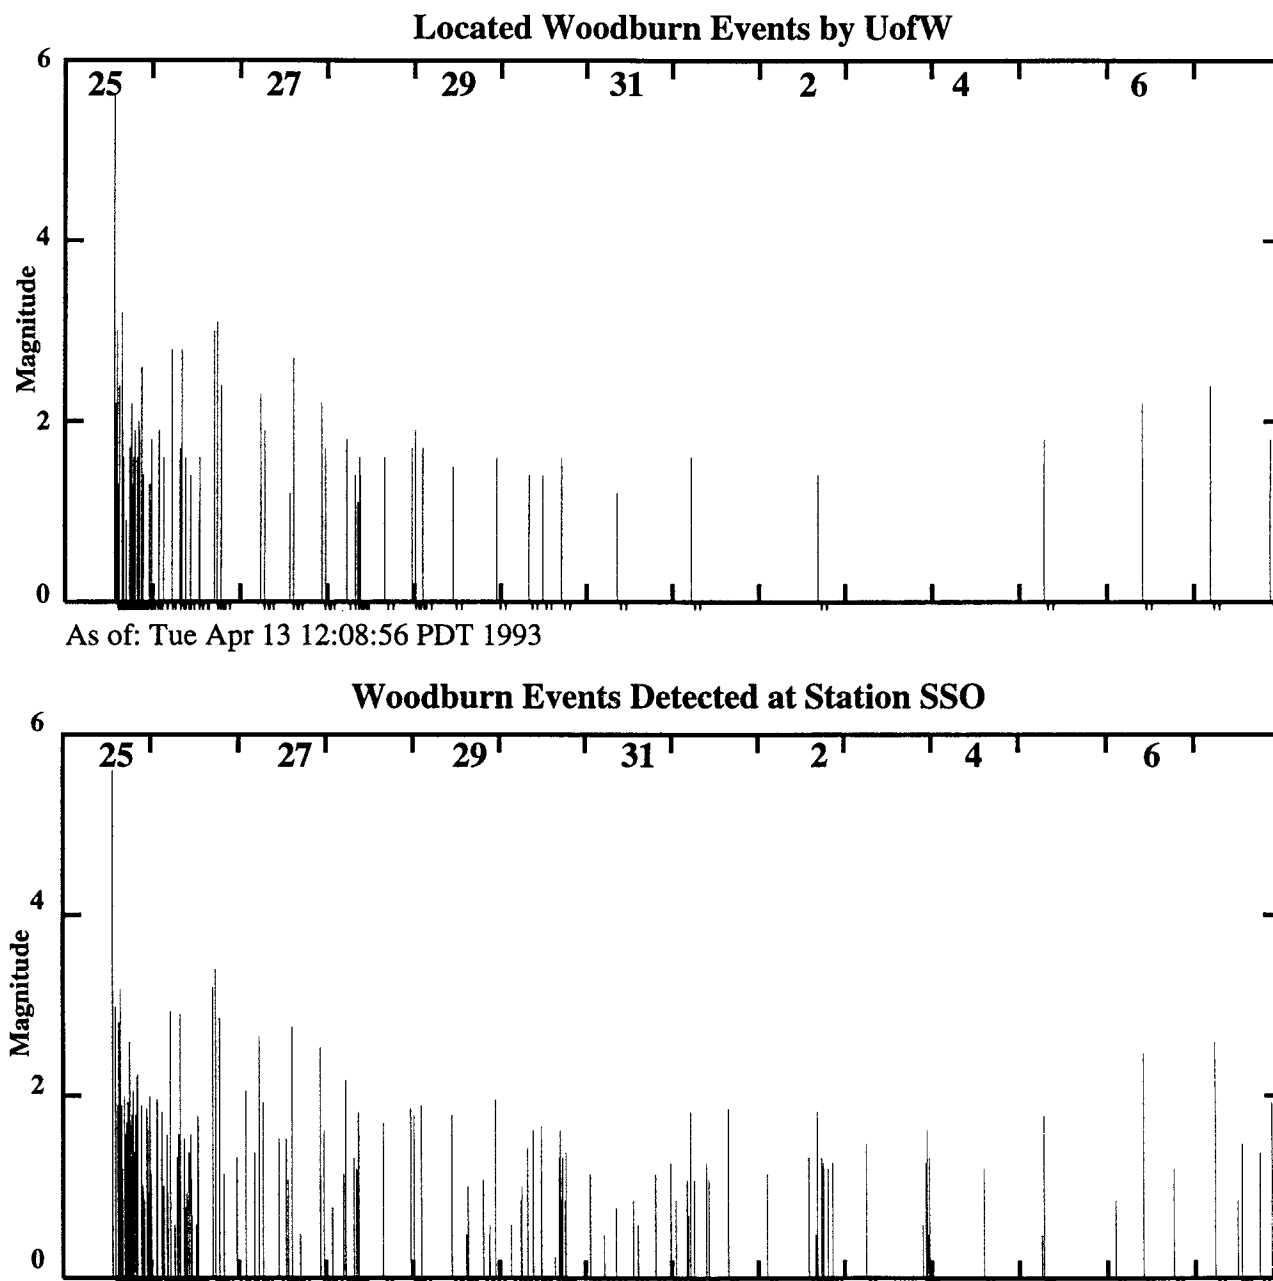 Located Woodburn Events by UofW
6
25 27 29 31 2 4 6
4
Magnitude
2
0
As of: Tue Apr 13 12:08:56 PDT 1993
Woodburn Events Detected at Station SSO
6
25 27 29 31 2 4 6
4
Magnitude
2
0